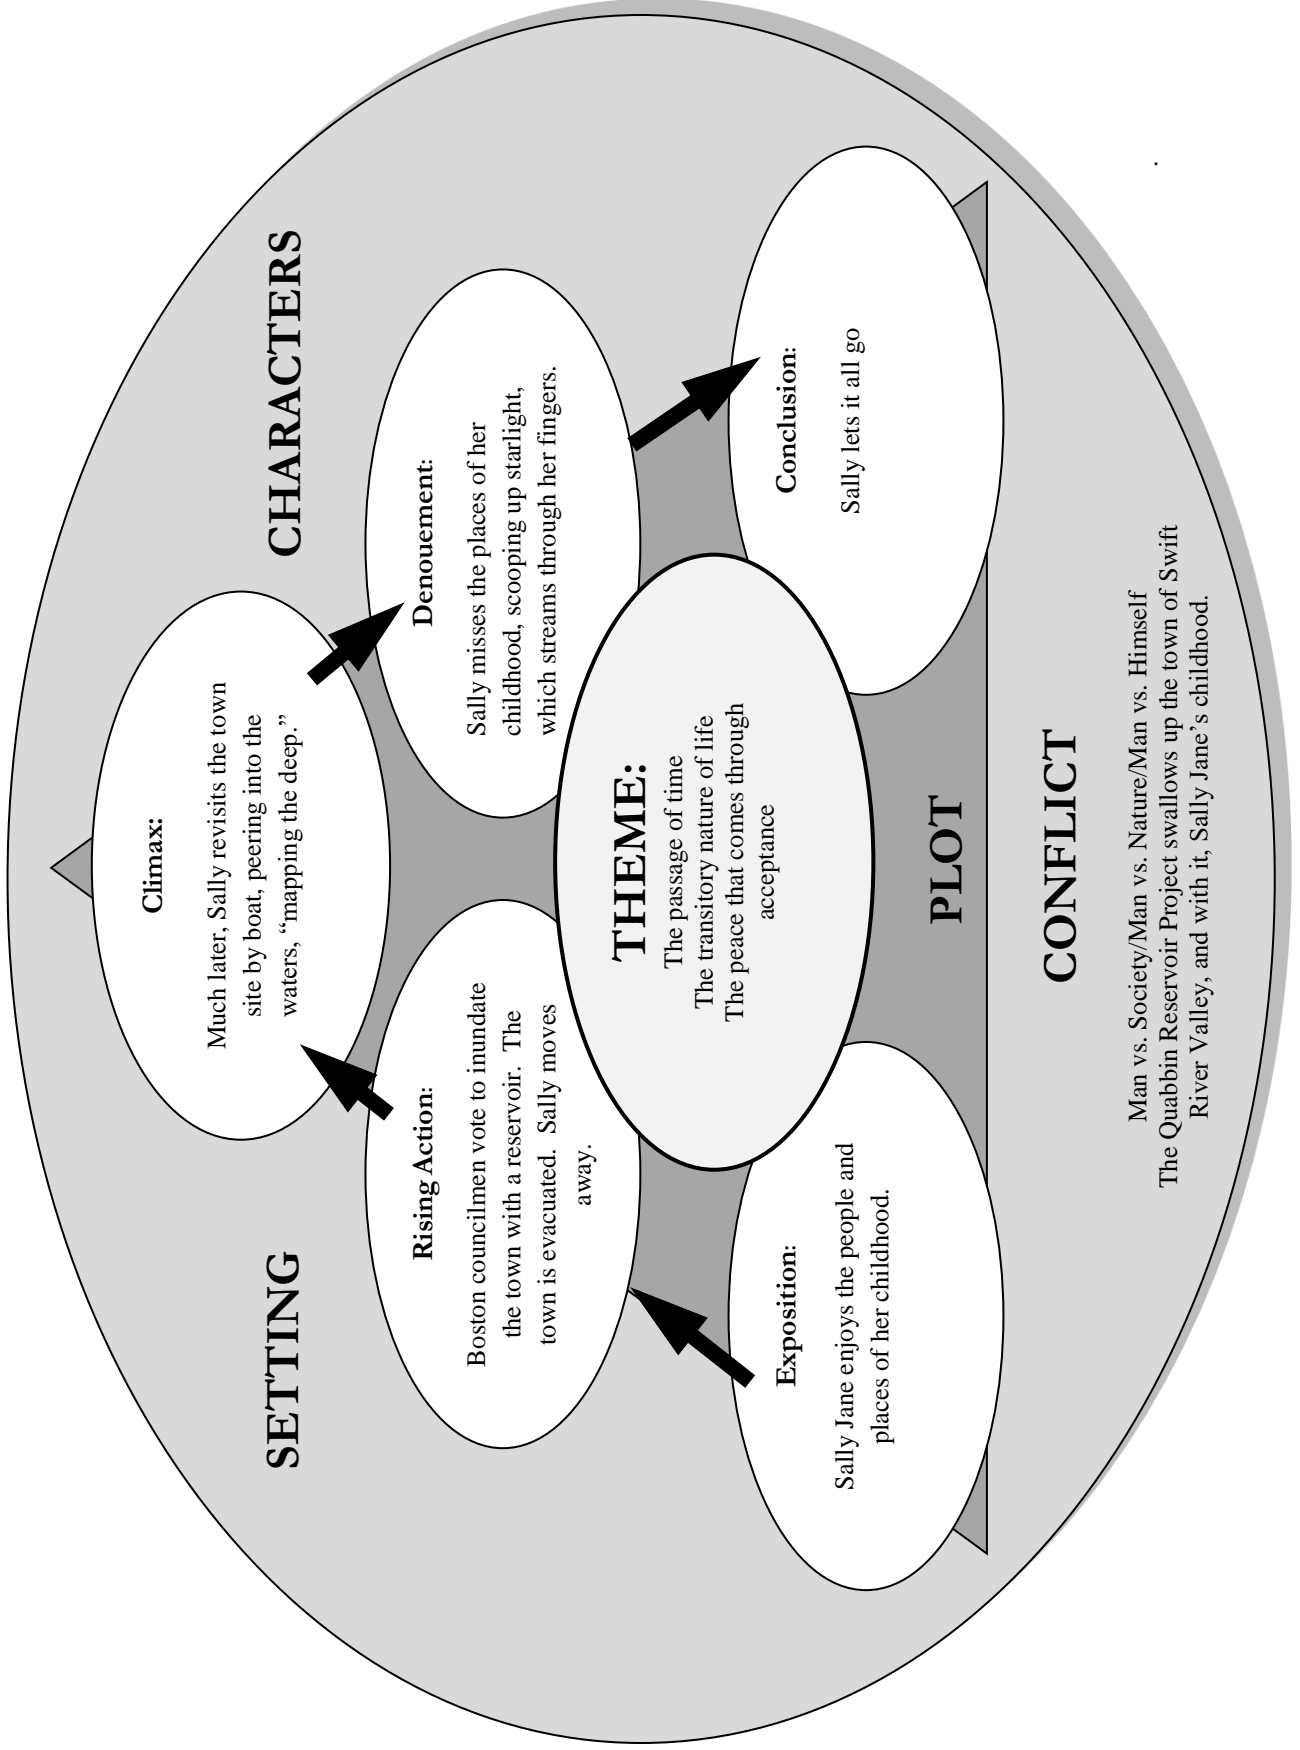 SETTING
CHARACTERS
Climax:
Much later, Sally revisits the town
site by boat, peering into the
waters, “mapping the deep.”
Rising Action:
Boston councilmen vote to inundate
the town with a reservoir.  The
town is evacuated.  Sally moves
away.
Denouement:
Sally misses the places of her
childhood, scooping up starlight,
which streams through her fingers.
THEME:
The passage of time
The transitory nature of life
The peace that comes through
acceptance
Exposition:
Sally Jane enjoys the people and
places of her childhood.
Conclusion:
Sally lets it all go
PLOT
CONFLICT
Man vs. Society/Man vs. Nature/Man vs. Himself
The Quabbin Reservoir Project swallows up the town of Swift
River Valley, and with it, Sally Jane’s childhood.
.